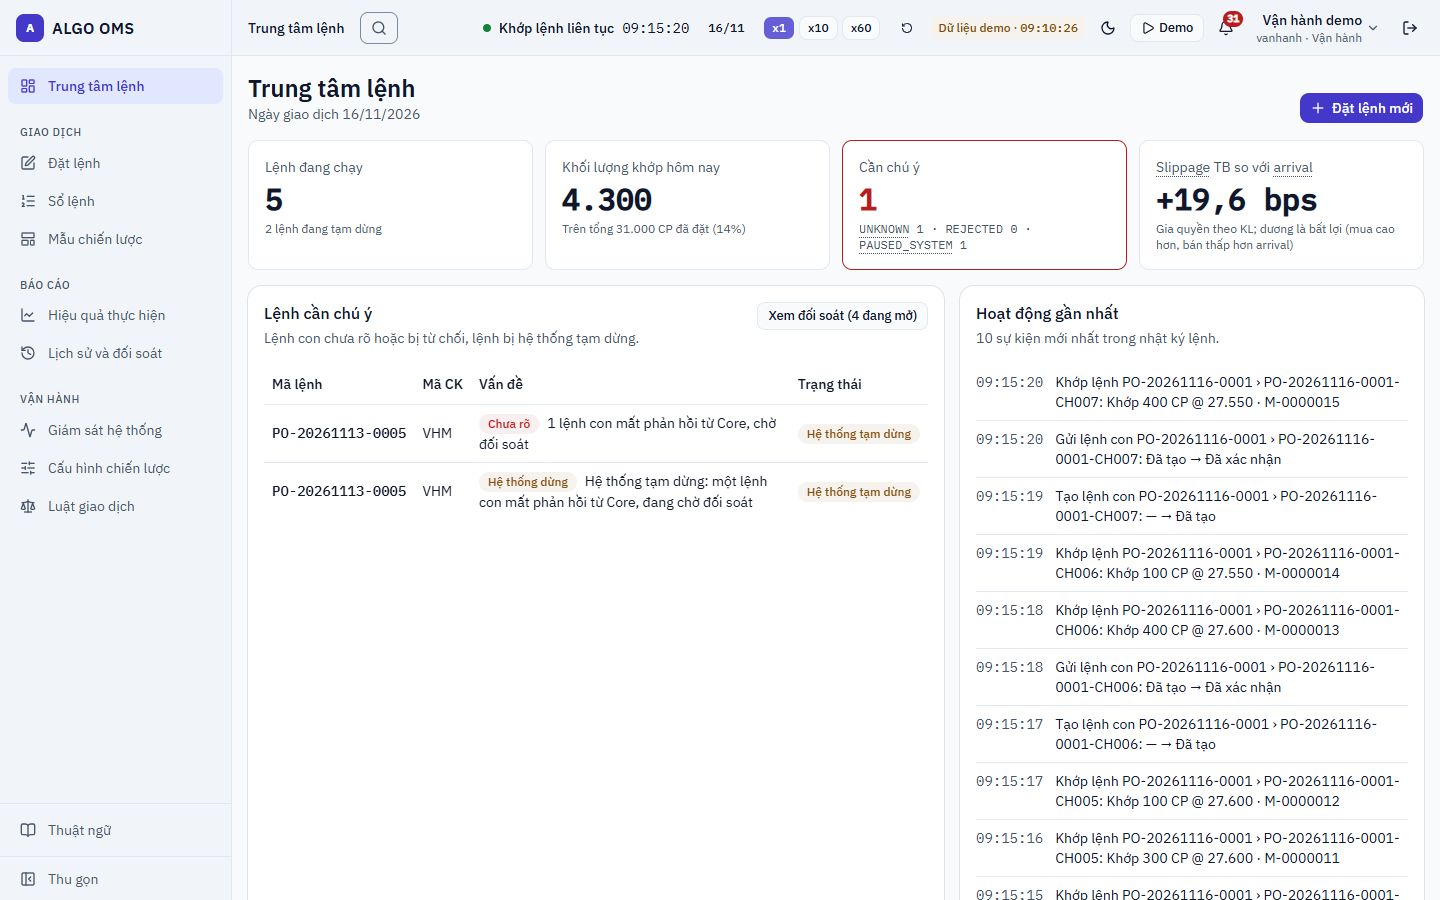 A ALGO OMS
Trung tâm lệnh
Khớp lệnh liên tục 09:15:20 16/11 x1 x10 x60 Dữ liệu demo · 09:10:26 Demo 31 Vận hành demo
vanhanh · Vận hành
Trung tâm lệnh
GIAO DỊCH
Đặt lệnh
Sổ lệnh
Mẫu chiến lược
BÁO CÁO
Hiệu quả thực hiện
Lịch sử và đối soát
VẬN HÀNH
Giám sát hệ thống
Cấu hình chiến lược
Luật giao dịch
Thuật ngữ
Thu gọn
Trung tâm lệnh
Ngày giao dịch 16/11/2026
Đặt lệnh mới
Lệnh đang chạy
5
2 lệnh đang tạm dừng
Khối lượng khớp hôm nay
4.300
Trên tổng 31.000 CP đã đặt (14%)
Cần chú ý
1
UNKNOWN 1 · REJECTED 0 ·
PAUSED_SYSTEM 1
Slippage TB so với arrival
+19,6 bps
Gia quyền theo KL; dương là bất lợi (mua cao
hơn, bán thấp hơn arrival)
Lệnh cần chú ý
Lệnh con chưa rõ hoặc bị từ chối, lệnh bị hệ thống tạm dừng.
Xem đối soát (4 đang mở)
Mã lệnh Mã CK Vấn đề Trạng thái
PO-20261113-0005 VHM Chưa rõ 1 lệnh con mất phản hồi từ Core, chờ
đối soát
Hệ thống tạm dừng
PO-20261113-0005 VHM Hệ thống dừng Hệ thống tạm dừng: một lệnh
con mất phản hồi từ Core, đang chờ đối soát
Hệ thống tạm dừng
Hoạt động gần nhất
10 sự kiện mới nhất trong nhật ký lệnh.
09:15:20 Khớp lệnh PO-20261116-0001 › PO-20261116-0001-
CH007: Khớp 400 CP @ 27.550 · M-0000015
09:15:20 Gửi lệnh con PO-20261116-0001 › PO-20261116-
0001-CH007: Đã tạo → Đã xác nhận
09:15:19 Tạo lệnh con PO-20261116-0001 › PO-20261116-
0001-CH007: — → Đã tạo
09:15:19 Khớp lệnh PO-20261116-0001 › PO-20261116-0001-
CH006: Khớp 100 CP @ 27.550 · M-0000014
09:15:18 Khớp lệnh PO-20261116-0001 › PO-20261116-0001-
CH006: Khớp 400 CP @ 27.600 · M-0000013
09:15:18 Gửi lệnh con PO-20261116-0001 › PO-20261116-
0001-CH006: Đã tạo → Đã xác nhận
09:15:17 Tạo lệnh con PO-20261116-0001 › PO-20261116-
0001-CH006: — → Đã tạo
09:15:17 Khớp lệnh PO-20261116-0001 › PO-20261116-0001-
CH005: Khớp 100 CP @ 27.600 · M-0000012
09:15:16 Khớp lệnh PO-20261116-0001 › PO-20261116-0001-
CH005: Khớp 300 CP @ 27.600 · M-0000011
09:15:15 Khớp lệnh PO-20261116-0001 › PO-20261116-0001-